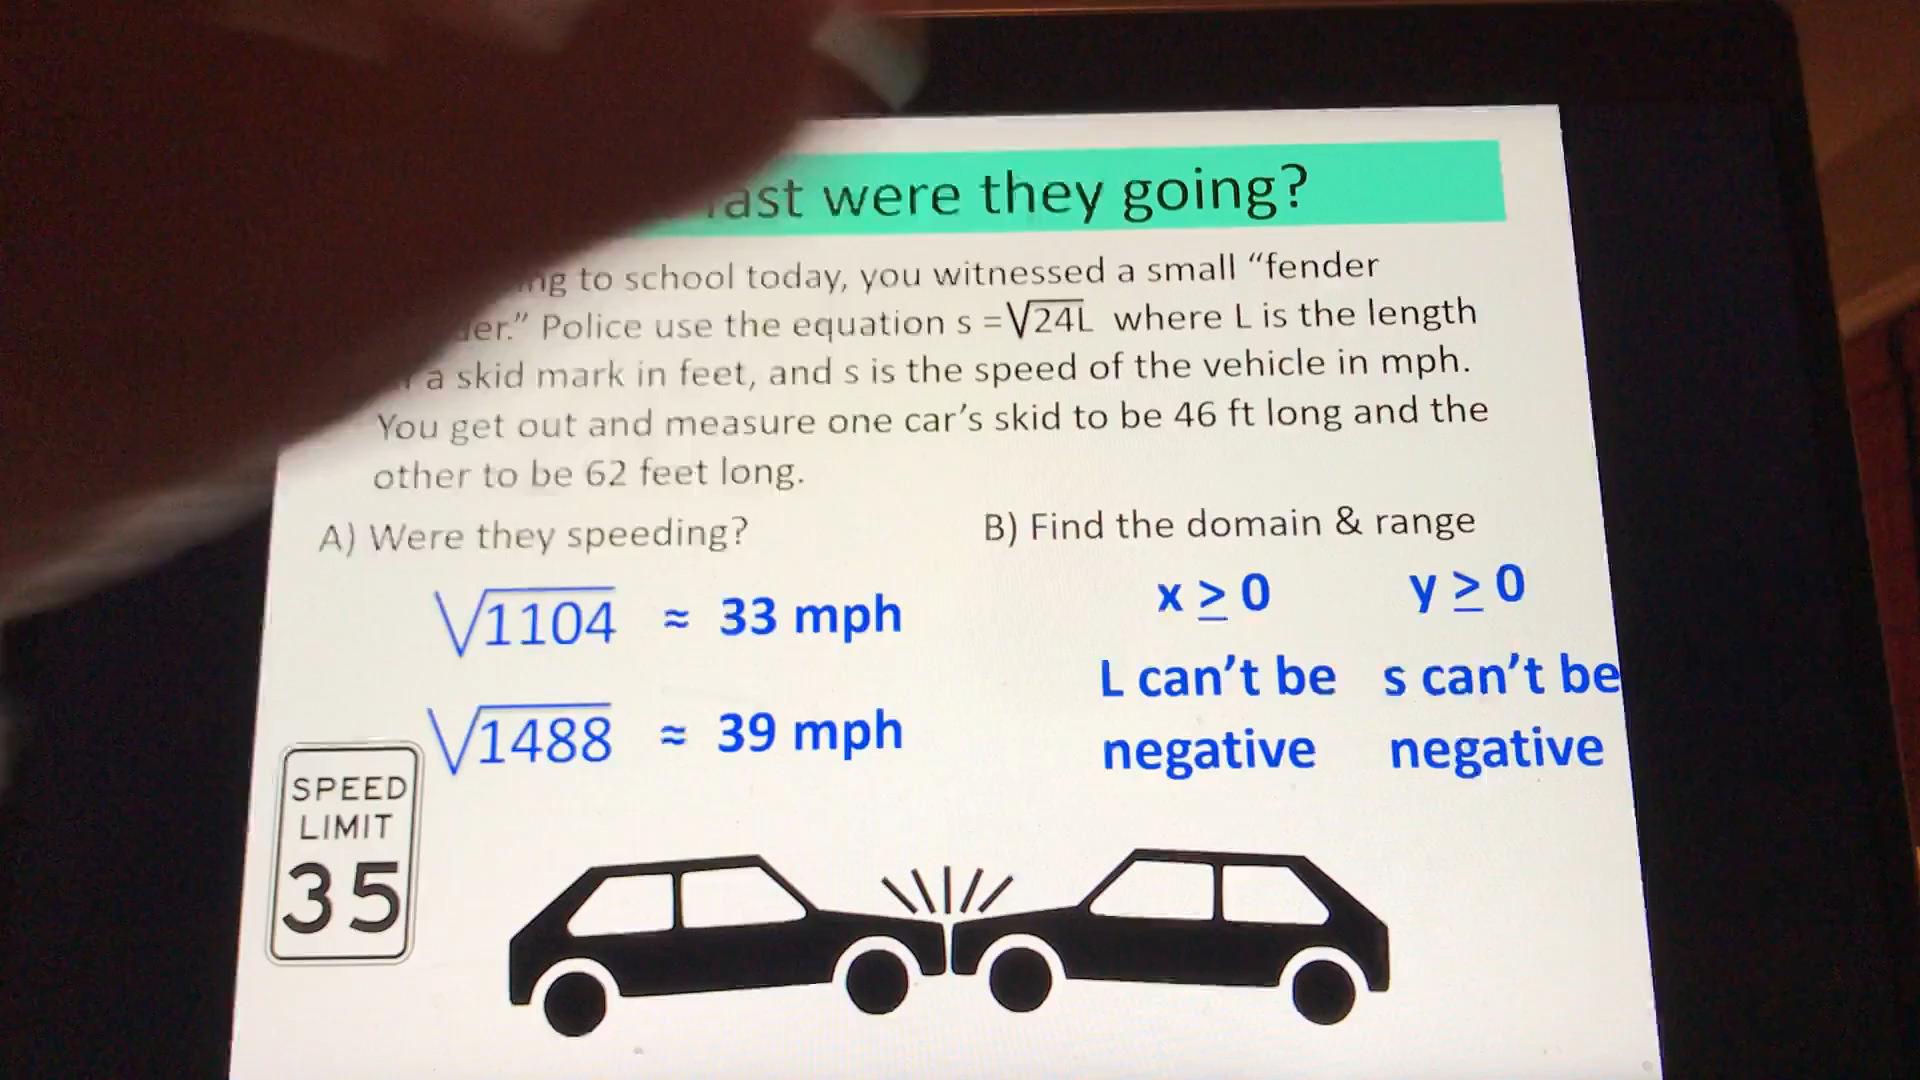 were they going?
to school today, you witnessed a small “fender
Police use the equation s =√24L where L is the length
a skid mark in feet, and s is the speed of the vehicle in mph.
You get out and measure one car’s skid to be 46 ft long and the
other to be 62 feet long.
A) Were they speeding?
B) Find the domain & range
√1104 ≈ 33 mph
x ≥ 0 y ≥ 0
L can’t be s can’t be
negative negative
√1488 ≈ 39 mph
SPEED
LIMIT
35